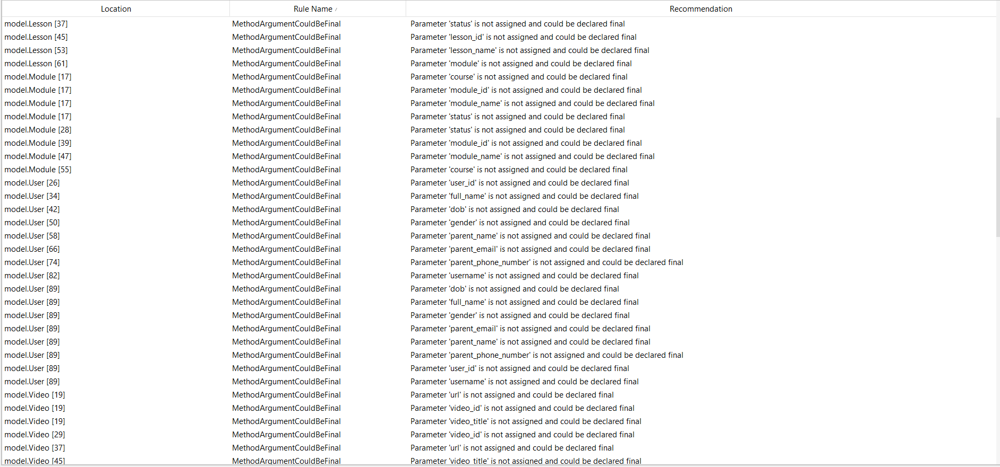 Location Rule Name Recommendation
model.Lesson [37] MethodArgumentCouldBeFinal Parameter 'status' is not assigned and could be declared final
model.Lesson [45] MethodArgumentCouldBeFinal Parameter 'lesson_id' is not assigned and could be declared final
model.Lesson [53] MethodArgumentCouldBeFinal Parameter 'lesson_name' is not assigned and could be declared final
model.Lesson [61] MethodArgumentCouldBeFinal Parameter 'module' is not assigned and could be declared final
model.Module [17] MethodArgumentCouldBeFinal Parameter 'course' is not assigned and could be declared final
model.Module [17] MethodArgumentCouldBeFinal Parameter 'module_id' is not assigned and could be declared final
model.Module [17] MethodArgumentCouldBeFinal Parameter 'module_name' is not assigned and could be declared final
model.Module [17] MethodArgumentCouldBeFinal Parameter 'status' is not assigned and could be declared final
model.Module [28] MethodArgumentCouldBeFinal Parameter 'status' is not assigned and could be declared final
model.Module [39] MethodArgumentCouldBeFinal Parameter 'module_id' is not assigned and could be declared final
model.Module [47] MethodArgumentCouldBeFinal Parameter 'module_name' is not assigned and could be declared final
model.Module [55] MethodArgumentCouldBeFinal Parameter 'course' is not assigned and could be declared final
model.User [26] MethodArgumentCouldBeFinal Parameter 'user_id' is not assigned and could be declared final
model.User [34] MethodArgumentCouldBeFinal Parameter 'full_name' is not assigned and could be declared final
model.User [42] MethodArgumentCouldBeFinal Parameter 'dob' is not assigned and could be declared final
model.User [50] MethodArgumentCouldBeFinal Parameter 'gender' is not assigned and could be declared final
model.User [58] MethodArgumentCouldBeFinal Parameter 'parent_name' is not assigned and could be declared final
model.User [66] MethodArgumentCouldBeFinal Parameter 'parent_email' is not assigned and could be declared final
model.User [74] MethodArgumentCouldBeFinal Parameter 'parent_phone_number' is not assigned and could be declared final
model.User [82] MethodArgumentCouldBeFinal Parameter 'username' is not assigned and could be declared final
model.User [89] MethodArgumentCouldBeFinal Parameter 'dob' is not assigned and could be declared final
model.User [89] MethodArgumentCouldBeFinal Parameter 'full_name' is not assigned and could be declared final
model.User [89] MethodArgumentCouldBeFinal Parameter 'gender' is not assigned and could be declared final
model.User [89] MethodArgumentCouldBeFinal Parameter 'parent_email' is not assigned and could be declared final
model.User [89] MethodArgumentCouldBeFinal Parameter 'parent_name' is not assigned and could be declared final
model.User [89] MethodArgumentCouldBeFinal Parameter 'parent_phone_number' is not assigned and could be declared final
model.User [89] MethodArgumentCouldBeFinal Parameter 'user_id' is not assigned and could be declared final
model.User [89] MethodArgumentCouldBeFinal Parameter 'username' is not assigned and could be declared final
model.Video [19] MethodArgumentCouldBeFinal Parameter 'url' is not assigned and could be declared final
model.Video [19] MethodArgumentCouldBeFinal Parameter 'video_id' is not assigned and could be declared final
model.Video [19] MethodArgumentCouldBeFinal Parameter 'video_title' is not assigned and could be declared final
model.Video [29] MethodArgumentCouldBeFinal Parameter 'video_id' is not assigned and could be declared final
model.Video [37] MethodArgumentCouldBeFinal Parameter 'url' is not assigned and could be declared final
model.Video [45] MethodArgumentCouldBeFinal Parameter 'video_title' is not assigned and could be declared final